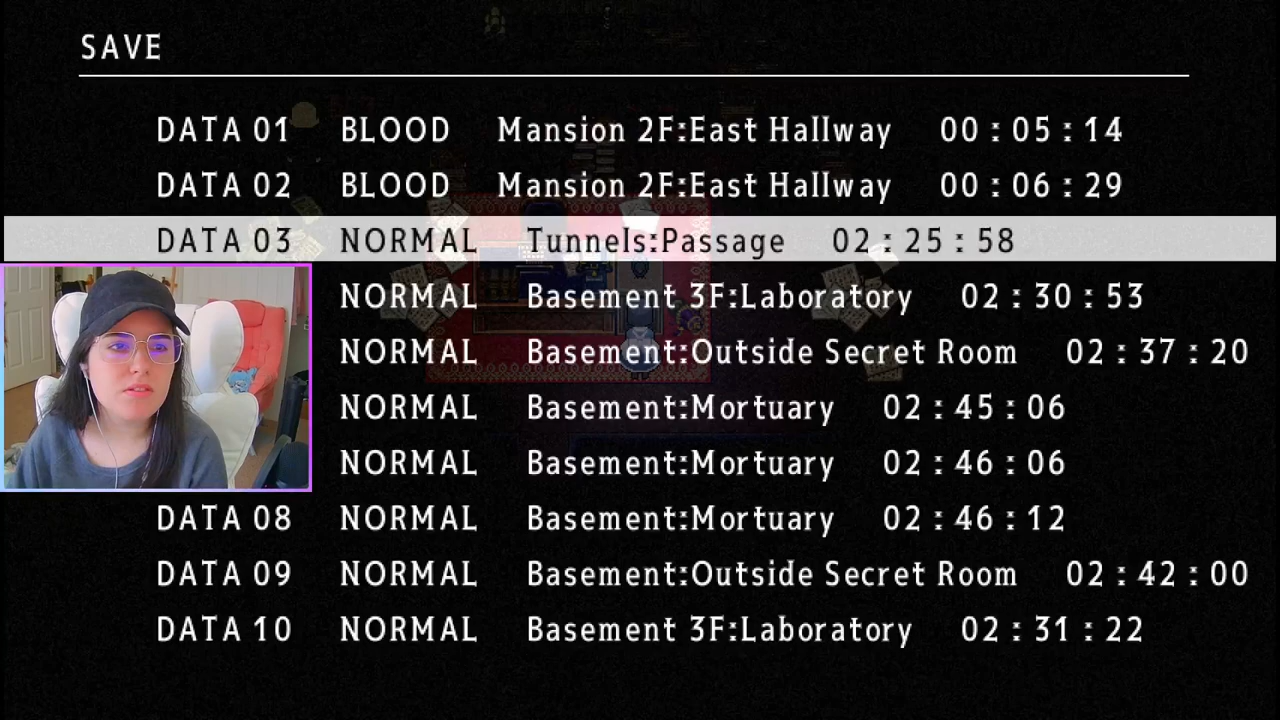 SAVE
DATA 01 BLOOD Mansion 2F:East Hallway 00:05:14
DATA 02 BLOOD Mansion 2F:East Hallway 00:06:29
DATA 03 NORMAL Tunnels:Passage 02:25:58
NORMAL Basement 3F:Laboratory 02:30:53
NORMAL Basement:Outside Secret Room 02:37:20
NORMAL Basement:Mortuary 02:45:06
NORMAL Basement:Mortuary 02:46:06
DATA 08 NORMAL Basement:Mortuary 02:46:12
DATA 09 NORMAL Basement:Outside Secret Room 02:42:00
DATA 10 NORMAL Basement 3F:Laboratory 02:31:22